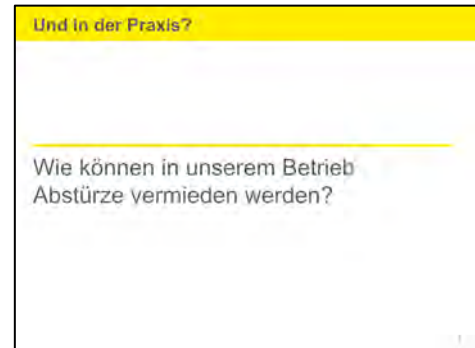 Und in der Praxis?
Wie können in unserem Betrieb
Abstürze vermieden werden?